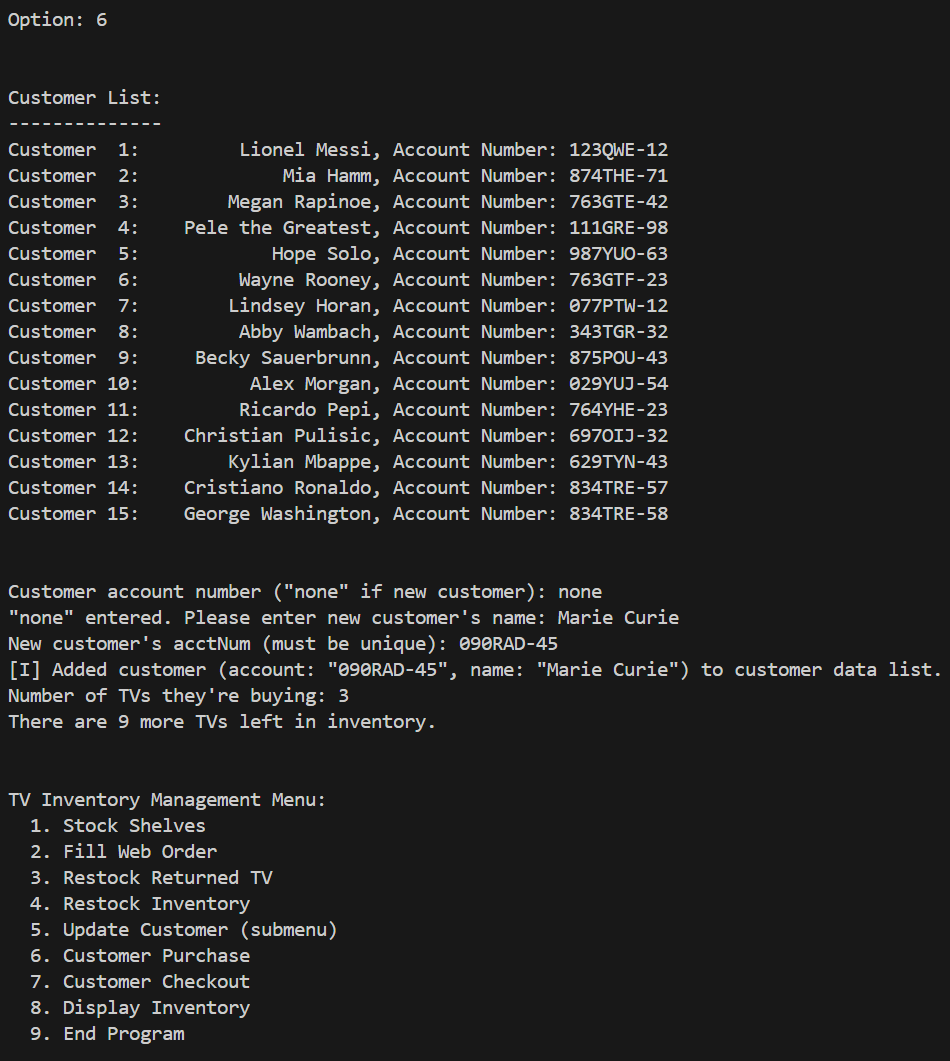 Option: 6
Customer List:
--------------
Customer  1:         Lionel Messi, Account Number: 123QWE-12
Customer  2:             Mia Hamm, Account Number: 874THE-71
Customer  3:        Megan Rapinoe, Account Number: 763GTE-42
Customer  4:    Pele the Greatest, Account Number: 111GRE-98
Customer  5:            Hope Solo, Account Number: 987YUO-63
Customer  6:         Wayne Rooney, Account Number: 763GTF-23
Customer  7:        Lindsey Horan, Account Number: 077PTW-12
Customer  8:         Abby Wambach, Account Number: 343TGR-32
Customer  9:     Becky Sauerbrunn, Account Number: 875POU-43
Customer 10:          Alex Morgan, Account Number: 029YUJ-54
Customer 11:         Ricardo Pepi, Account Number: 764YHE-23
Customer 12:    Christian Pulisic, Account Number: 697OIJ-32
Customer 13:        Kylian Mbappe, Account Number: 629TYN-43
Customer 14:    Cristiano Ronaldo, Account Number: 834TRE-57
Customer 15:    George Washington, Account Number: 834TRE-58
Customer account number ("none" if new customer): none
"none" entered. Please enter new customer's name: Marie Curie
New customer's acctNum (must be unique): 090RAD-45
[I] Added customer (account: "090RAD-45", name: "Marie Curie") to customer data list.
Number of TVs they're buying: 3
There are 9 more TVs left in inventory.
TV Inventory Management Menu:
  1. Stock Shelves
  2. Fill Web Order
  3. Restock Returned TV
  4. Restock Inventory
  5. Update Customer (submenu)
  6. Customer Purchase
  7. Customer Checkout
  8. Display Inventory
  9. End Program